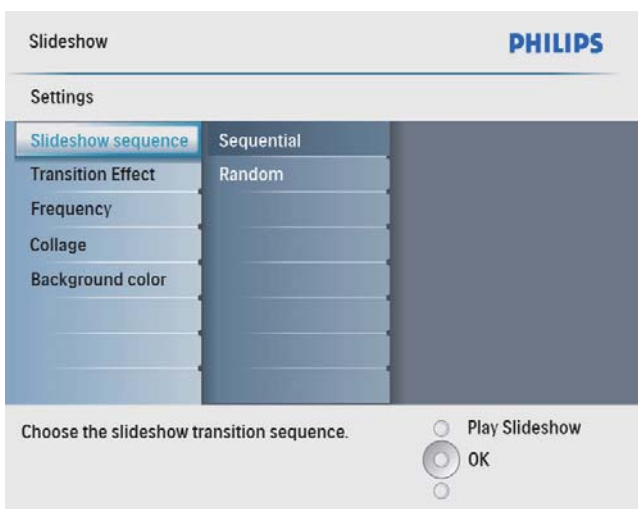 Slideshow PHILIPS
Settings
Slideshow sequence Sequential
Transition Effect Random
Frequency
Collage
Background color
Choose the slideshow transition sequence. Play Slideshow
OK